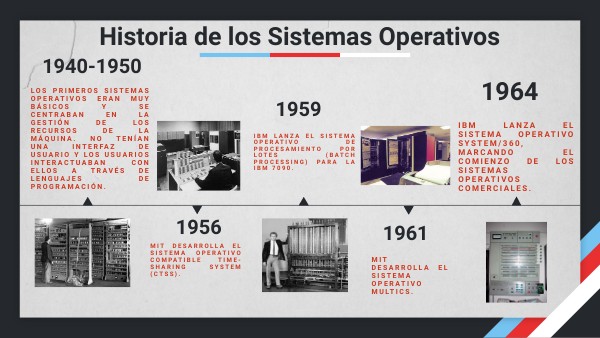 Historia de los Sistemas Operativos
1940-1950
LOS PRIMEROS SISTEMAS
OPERATIVOS ERAN MUY
BÁSICOS Y SE
CENTRABAN EN LA
GESTIÓN DE LOS
RECURSOS DE LA
MÁQUINA. NO TENÍAN
UNA INTERFAZ DE
USUARIO Y LOS USUARIOS
INTERACTUABAN CON
ELLOS A TRAVÉS DE
LENGUAJES DE
PROGRAMACIÓN.
1956
MIT DESARROLLA EL
SISTEMA OPERATIVO
COMPATIBLE TIME-
SHARING SYSTEM
(CTSS).
1959
IBM LANZA EL SISTEMA
OPERATIVO DE
PROCESAMIENTO POR
LOTES (BATCH
PROCESSING) PARA LA
IBM 7090.
1961
MIT
DESARROLLA EL
SISTEMA
OPERATIVO
MULTICS.
1964
IBM LANZA EL
SISTEMA OPERATIVO
SYSTEM/360,
MARCANDO EL
COMIENZO DE LOS
SISTEMAS
OPERATIVOS
COMERCIALES.